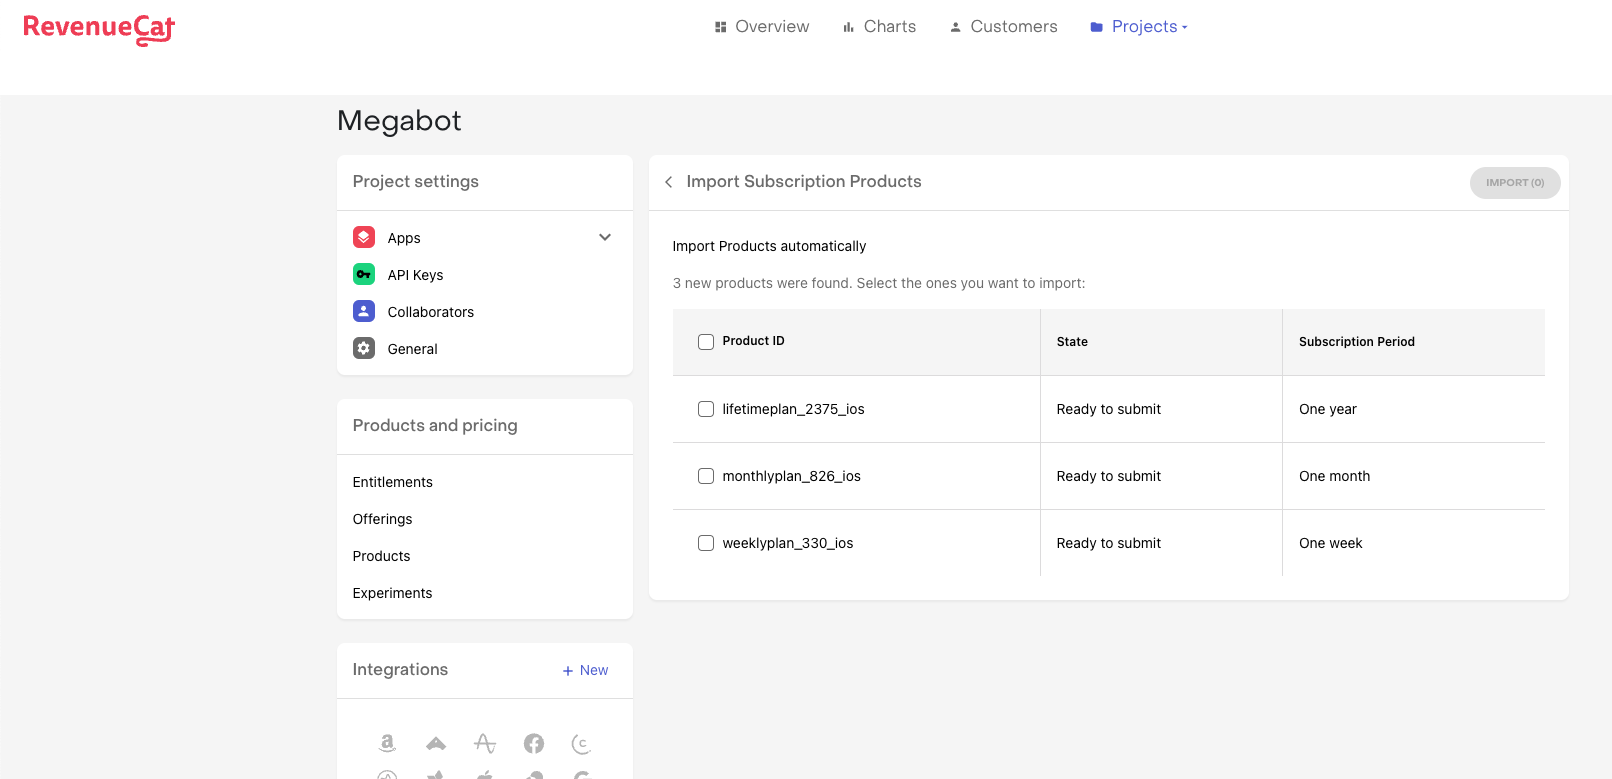 RevenueCat
Overview
Charts
Customers
Projects
Megabot
Project settings
Apps
API Keys
Collaborators
General
Products and pricing
Entitlements
Offerings
Products
Experiments
Integrations
+ New
Import Subscription Products
IMPORT (0)
Import Products automatically
3 new products were found. Select the ones you want to import:
Product ID State Subscription Period
lifetimeplan_2375_ios Ready to submit One year
monthlyplan_826_ios Ready to submit One month
weeklyplan_330_ios Ready to submit One week